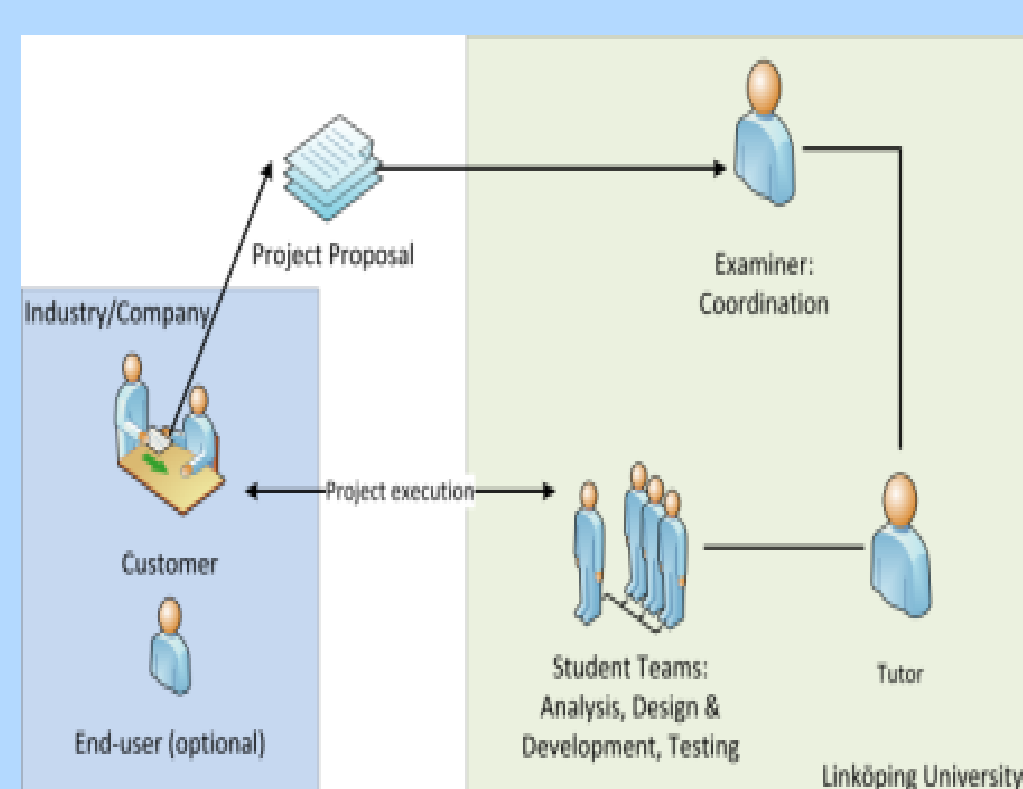 Project Proposal
Examiner:
Coordination
Industry/Company
Project execution
Customer
Student Teams:
Analysis, Design &
Development, Testing
Tutor
End-user (optional)
Linköping University